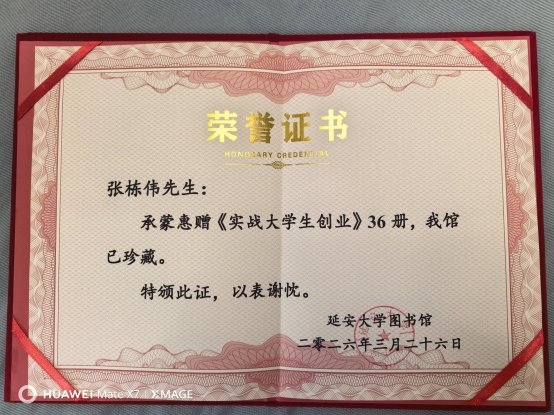 荣誉证书
HONORARY CREDENTIAL
张栋伟先生：
承蒙惠赠《实战大学生创业》36 册，我馆
已珍藏。
特颁此证，以表谢忱。
延安大学图书馆
二零二六年三月二十六日
HUAWEI Mate X7 / XMAGE